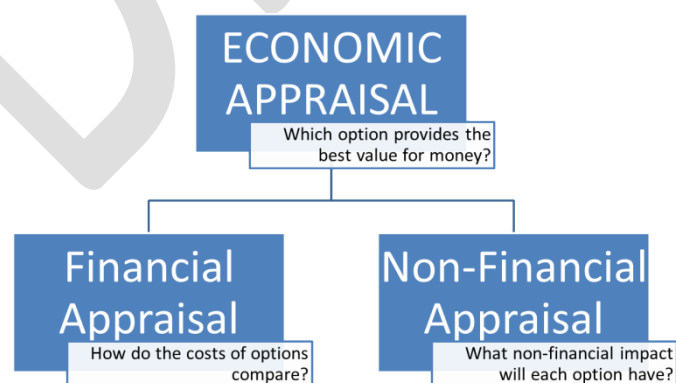 ECONOMIC
APPRAISAL
Which option provides the
best value for money?
Financial
Appraisal
How do the costs of options
compare?
Non-Financial
Appraisal
What non-financial impact
will each option have?